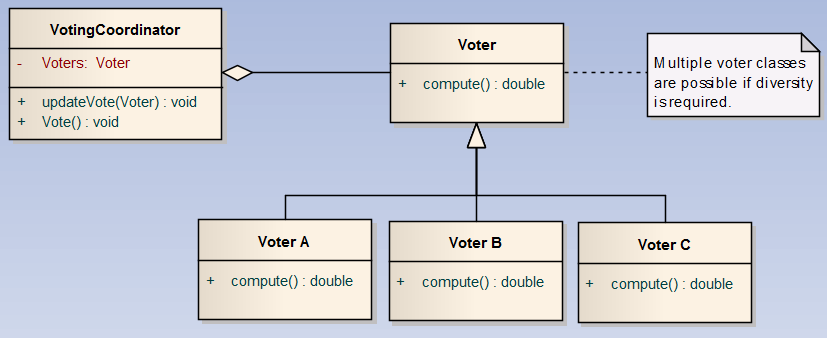 VotingCoordinator
- Voters: Voter
+ updateVote(Voter) : void
+ Vote() : void
Voter
+ compute() : double
Multiple voter classes
are possible if diversity
is required.
Voter A
+ compute() : double
Voter B
+ compute() : double
Voter C
+ compute() : double